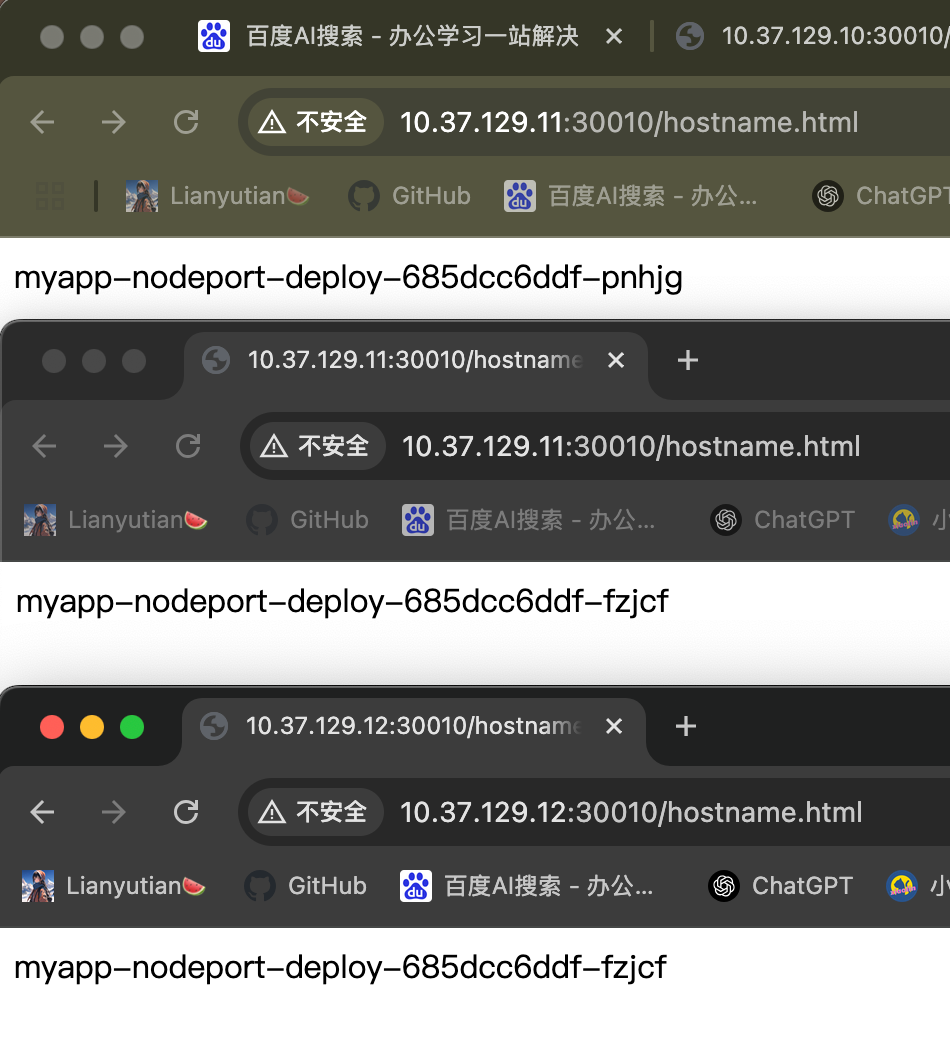 百度AI搜索 - 办公学习一站解决 10.37.129.10:30010/
不安全 10.37.129.11:30010/hostname.html
Lianyutian🍉 GitHub 百度AI搜索 - 办公... ChatGPT
myapp-nodeport-deploy-685dcc6ddf-pnhjg
10.37.129.11:30010/hostname
不安全 10.37.129.11:30010/hostname.html
Lianyutian🍉 GitHub du 百度AI搜索 - 办公... ChatGPT 小
myapp-nodeport-deploy-685dcc6ddf-fzjcf
10.37.129.12:30010/hostname
不安全 10.37.129.12:30010/hostname.html
Lianyutian🍉 GitHub du 百度AI搜索 - 办公... ChatGPT 小
myapp-nodeport-deploy-685dcc6ddf-fzjcf